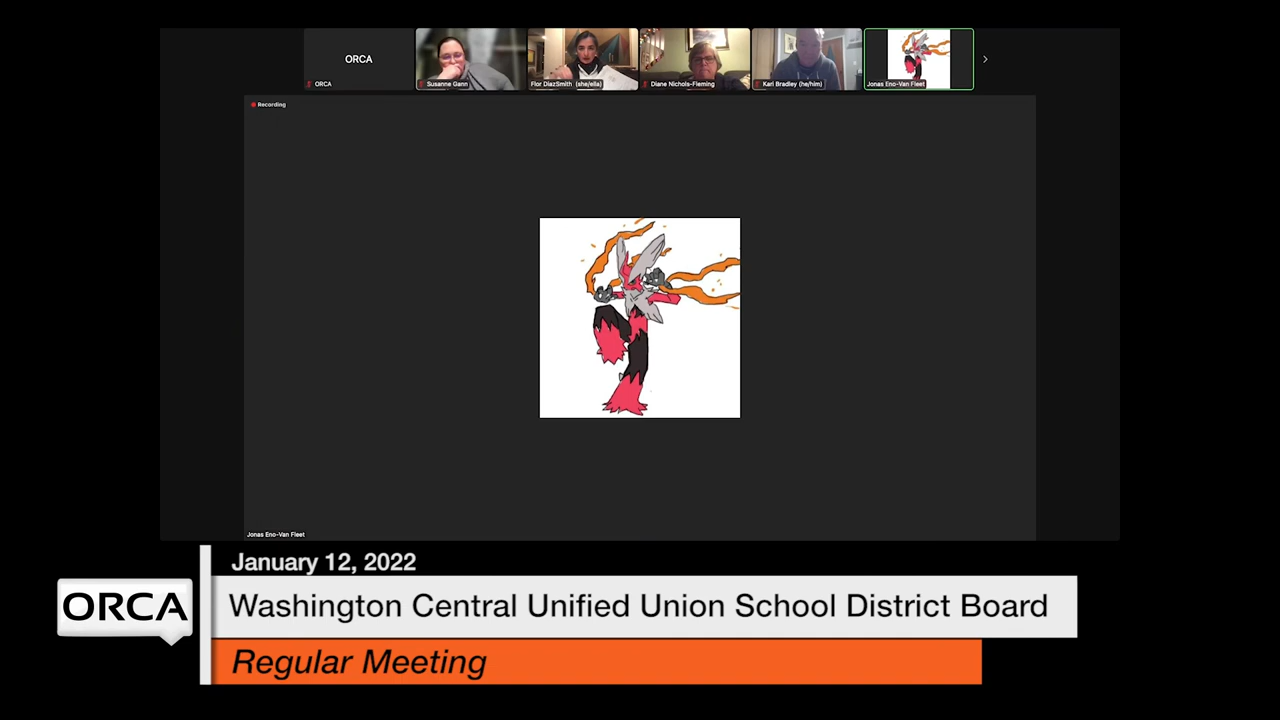 ORCA
ORCA
Susanne Gann
Flor DiazSmith (she/ella)
Diane Nichols-Fleming
Kari Bradley (he/him)
Jonas Eno-Van Fleet
Recording
Jonas Eno-Van Fleet
January 12, 2022
ORCA
Washington Central Unified Union School District Board
Regular Meeting